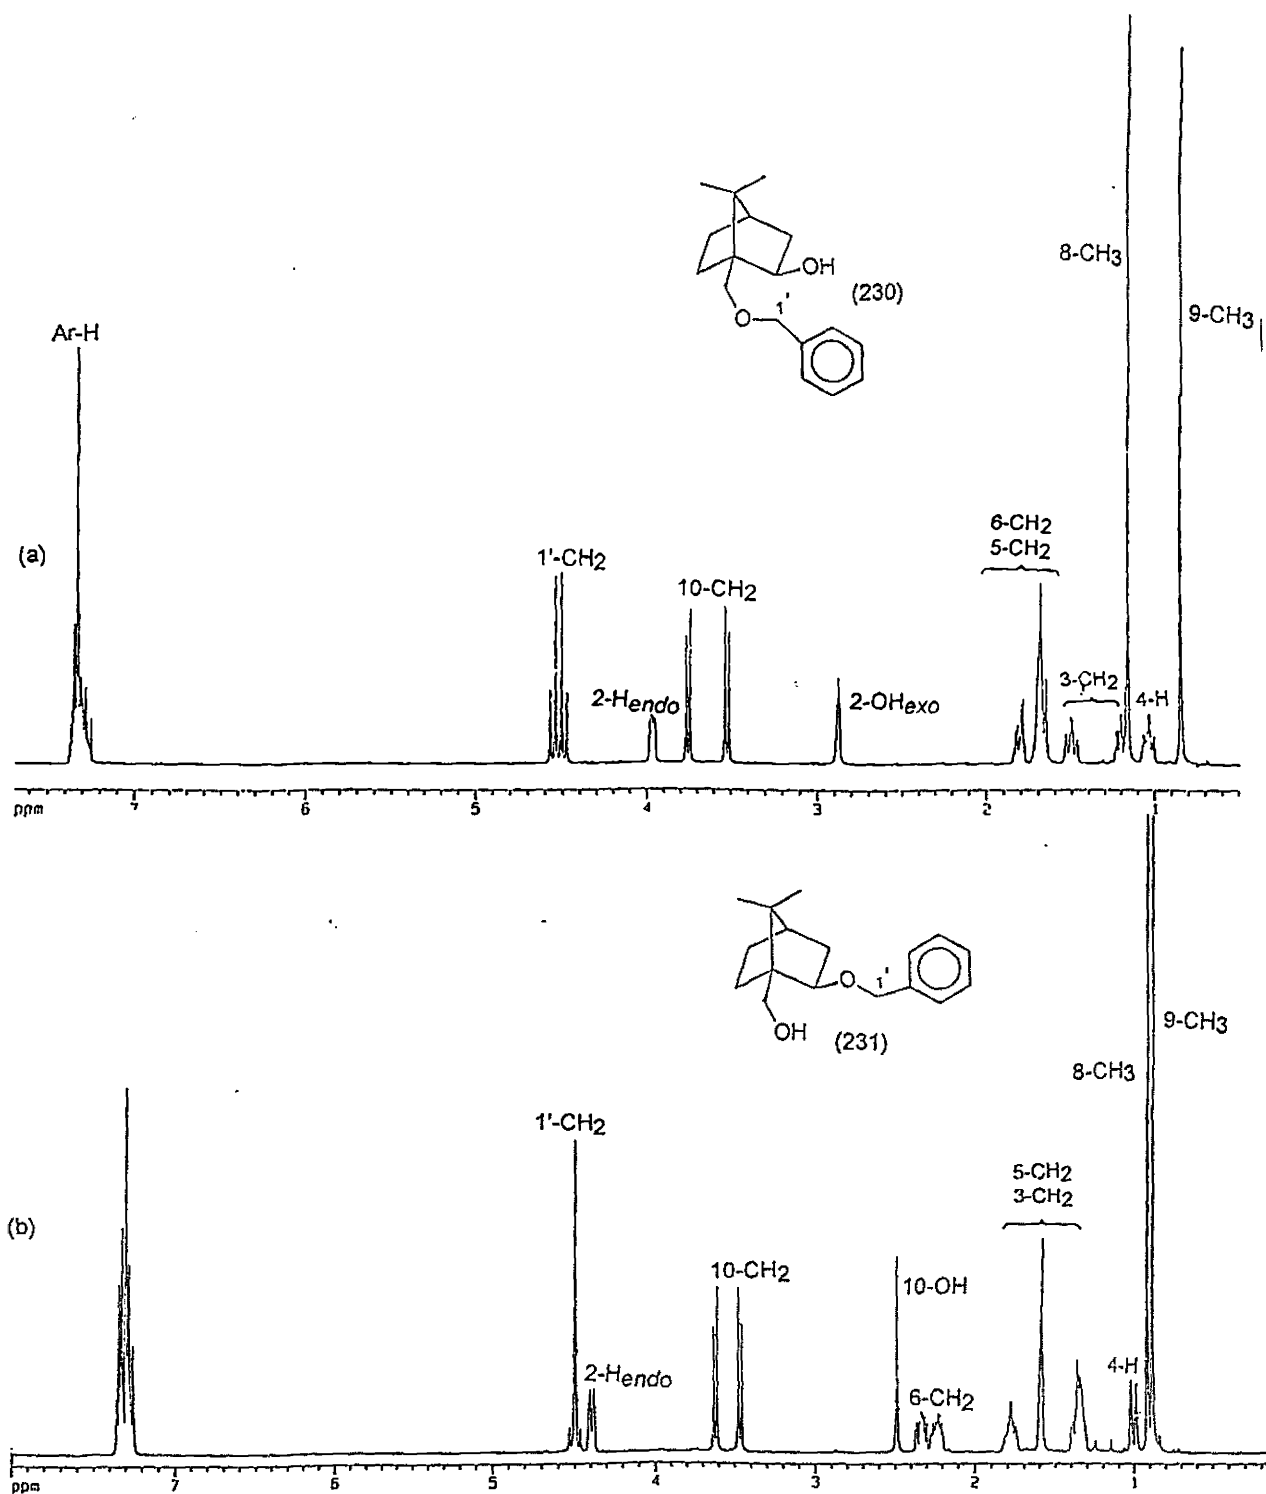 8-CH3
OH
(230)
1'
O
9-CH3
Ar-H
6-CH2
5-CH2
(a)
1'-CH2
10-CH2
2-Hendo
2-OHexo
3-CH2
4-H
ppm 7 6 5 4 3 2 1
O
1'
OH
(231)
9-CH3
8-CH3
1'-CH2
5-CH2
3-CH2
(b)
10-CH2
10-OH
2-Hendo
6-CH2
4-H
ppm 7 6 5 4 3 2 1